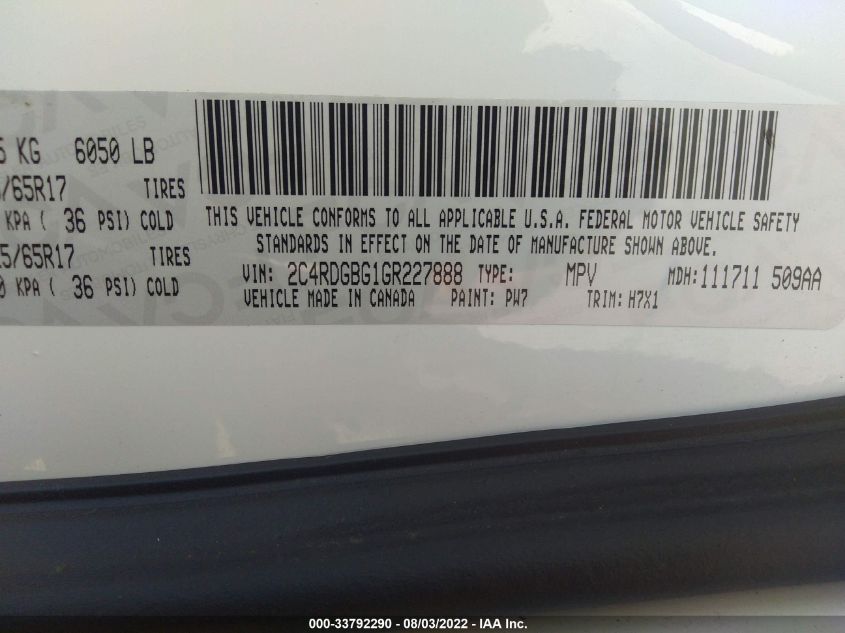 KG 6050 LB
/65R17 TIRES
KPA ( 36 PSI) COLD
5/65R17 TIRES
0 KPA ( 36 PSI) COLD
THIS VEHICLE CONFORMS TO ALL APPLICABLE U.S.A. FEDERAL MOTOR VEHICLE SAFETY
STANDARDS IN EFFECT ON THE DATE OF MANUFACTURE SHOWN ABOVE.
VIN: 2C4RDGBG1GR227888 TYPE: MPV MDH:111711 509AA
VEHICLE MADE IN CANADA PAINT: PW7 TRIM: H7X1
000-33792290 - 08/03/2022 - IAA Inc.